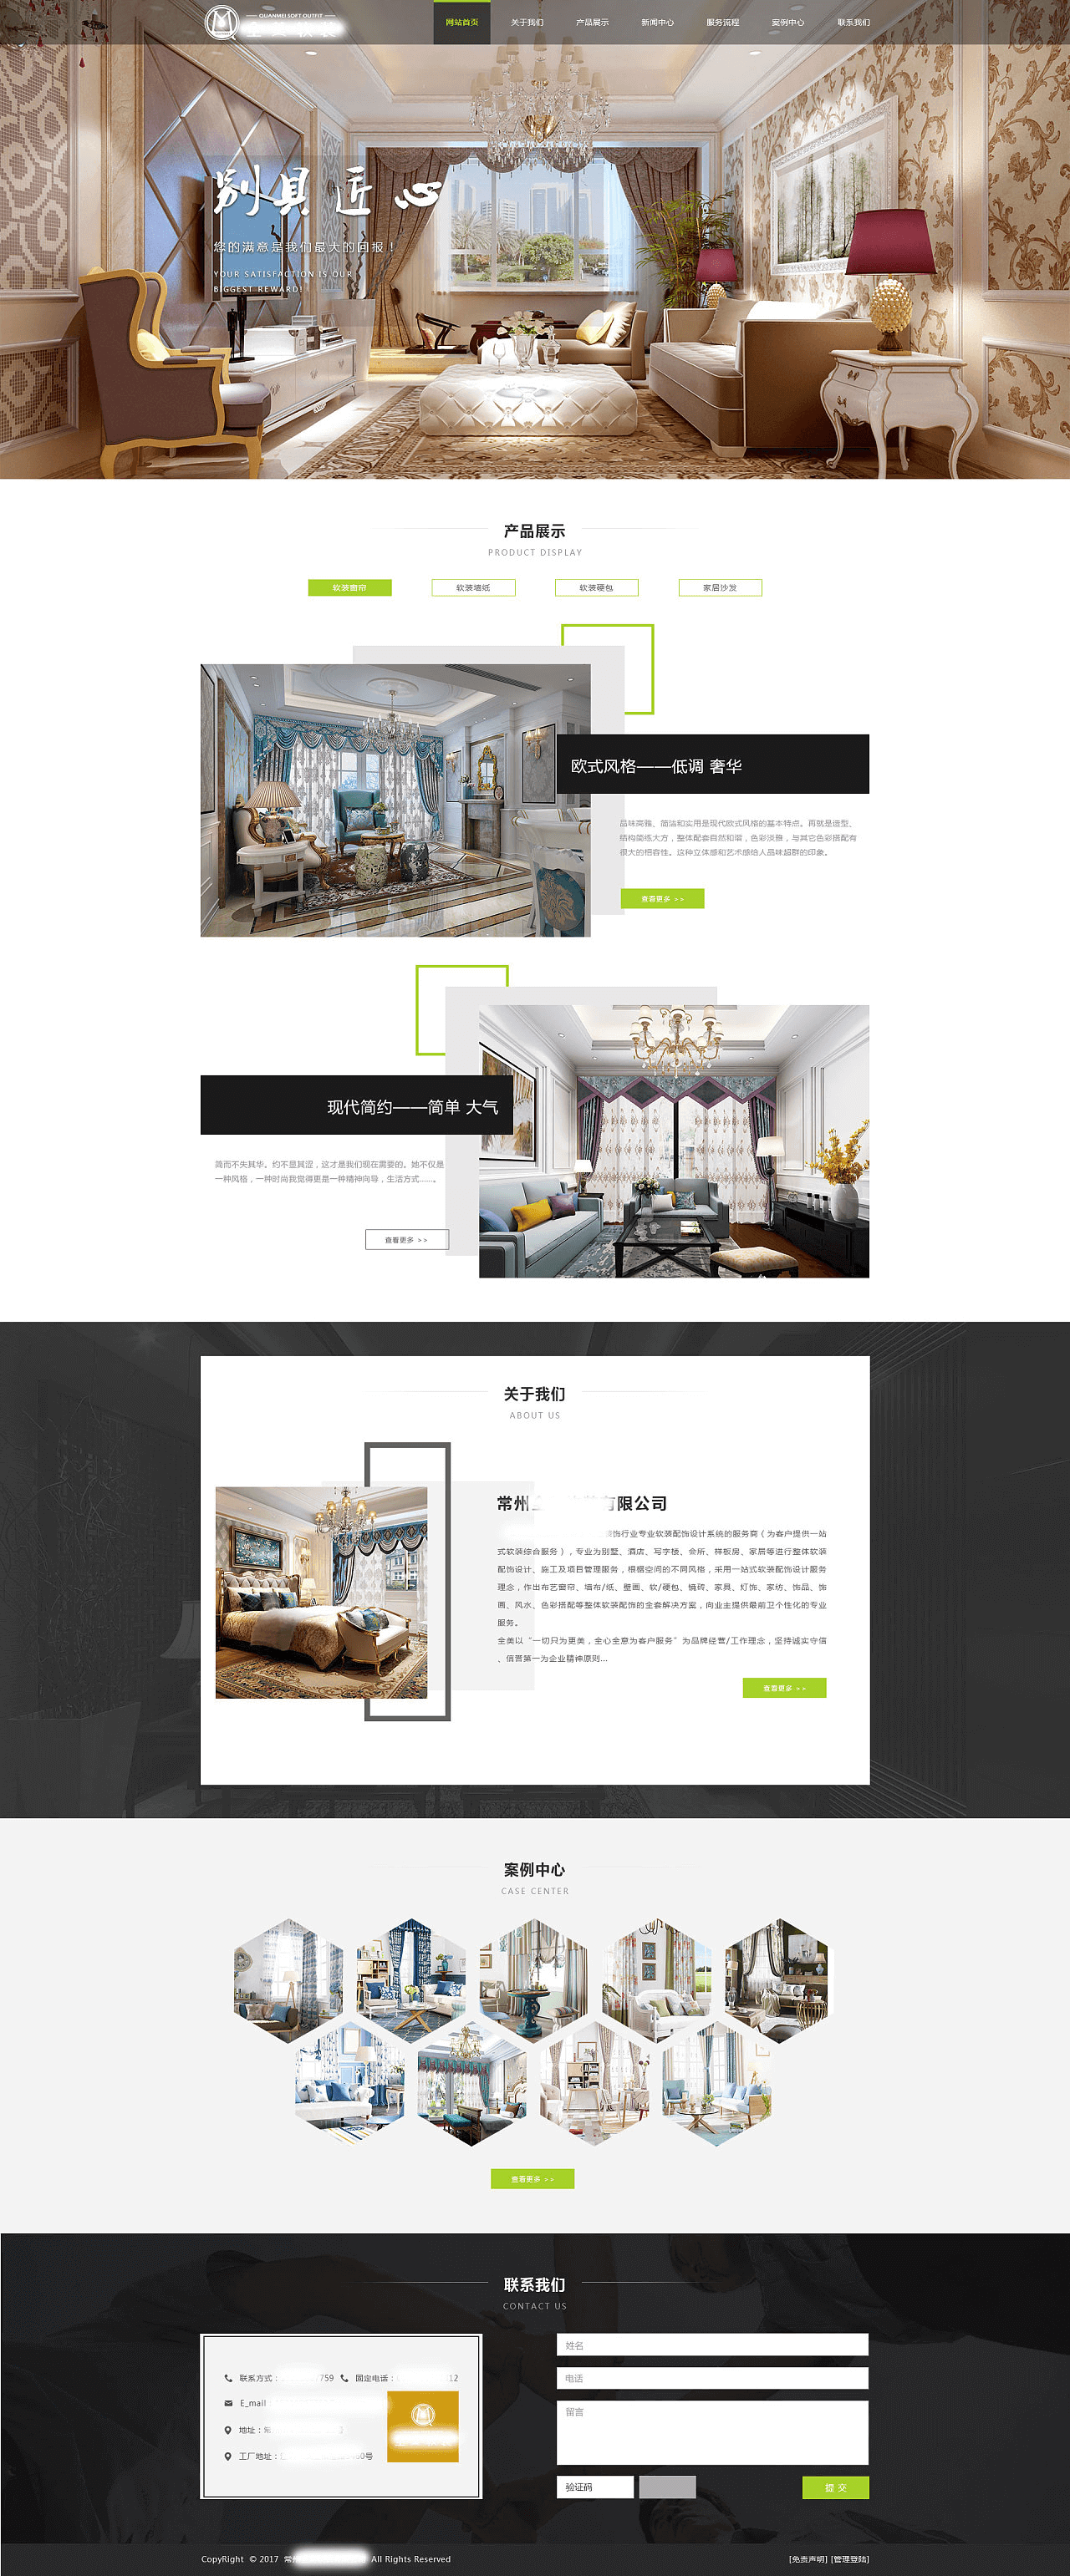 QUANMEI SOFT OUTFIT
网站首页
关于我们
产品展示
新闻中心
服务流程
案例中心
联系我们
别具匠心
您的满意是我们最大的回报！
YOUR SATISFACTION IS OUR
BIGGEST REWARD!
产品展示
PRODUCT DISPLAY
软装窗帘
软装墙纸
软装硬包
家居沙发
欧式风格——低调 奢华
品味高雅、简洁和实用是现代欧式风格的基本特点。再就是造型、
结构简练大方，整体配套自然和谐，色彩淡雅，与其它色彩搭配有
很大的相容性。这种立体感和艺术感给人品味超群的印象。
查看更多 >>
现代简约——简单 大气
简而不失其华。约不显其涩，这才是我们现在需要的。她不仅是
一种风格，一种时尚我觉得更是一种精神向导，生活方式......。
查看更多 >>
关于我们
ABOUT US
常州 有限公司
装饰行业专业软装配饰设计系统的服务商（为客户提供一站
式软装综合服务），专业为别墅、酒店、写字楼、会所、样板房、家居等进行整体软装
配饰设计、施工及项目管理服务，根据空间的不同风格，采用一站式软装配饰设计服务
理念，作出布艺窗帘、墙布/纸、壁画、软/硬包、镜砖、家具、灯饰、家纺、饰品、饰
画、风水、色彩搭配等整体软装配饰的全套解决方案，向业主提供最前卫个性化的专业
服务。
全美以“一切只为更美，全心全意为客户服务”为品牌经营/工作理念，坚持诚实守信
、信誉第一为企业精神原则...
查看更多 >>
案例中心
CASE CENTER
查看更多 >>
联系我们
CONTACT US
联系方式： 759 固定电话： 12
E_mail
地址：常
工厂地址： 0号
姓名
电话
留言
验证码
提 交
CopyRight © 2017 常 All Rights Reserved
[免责声明] [管理登陆]